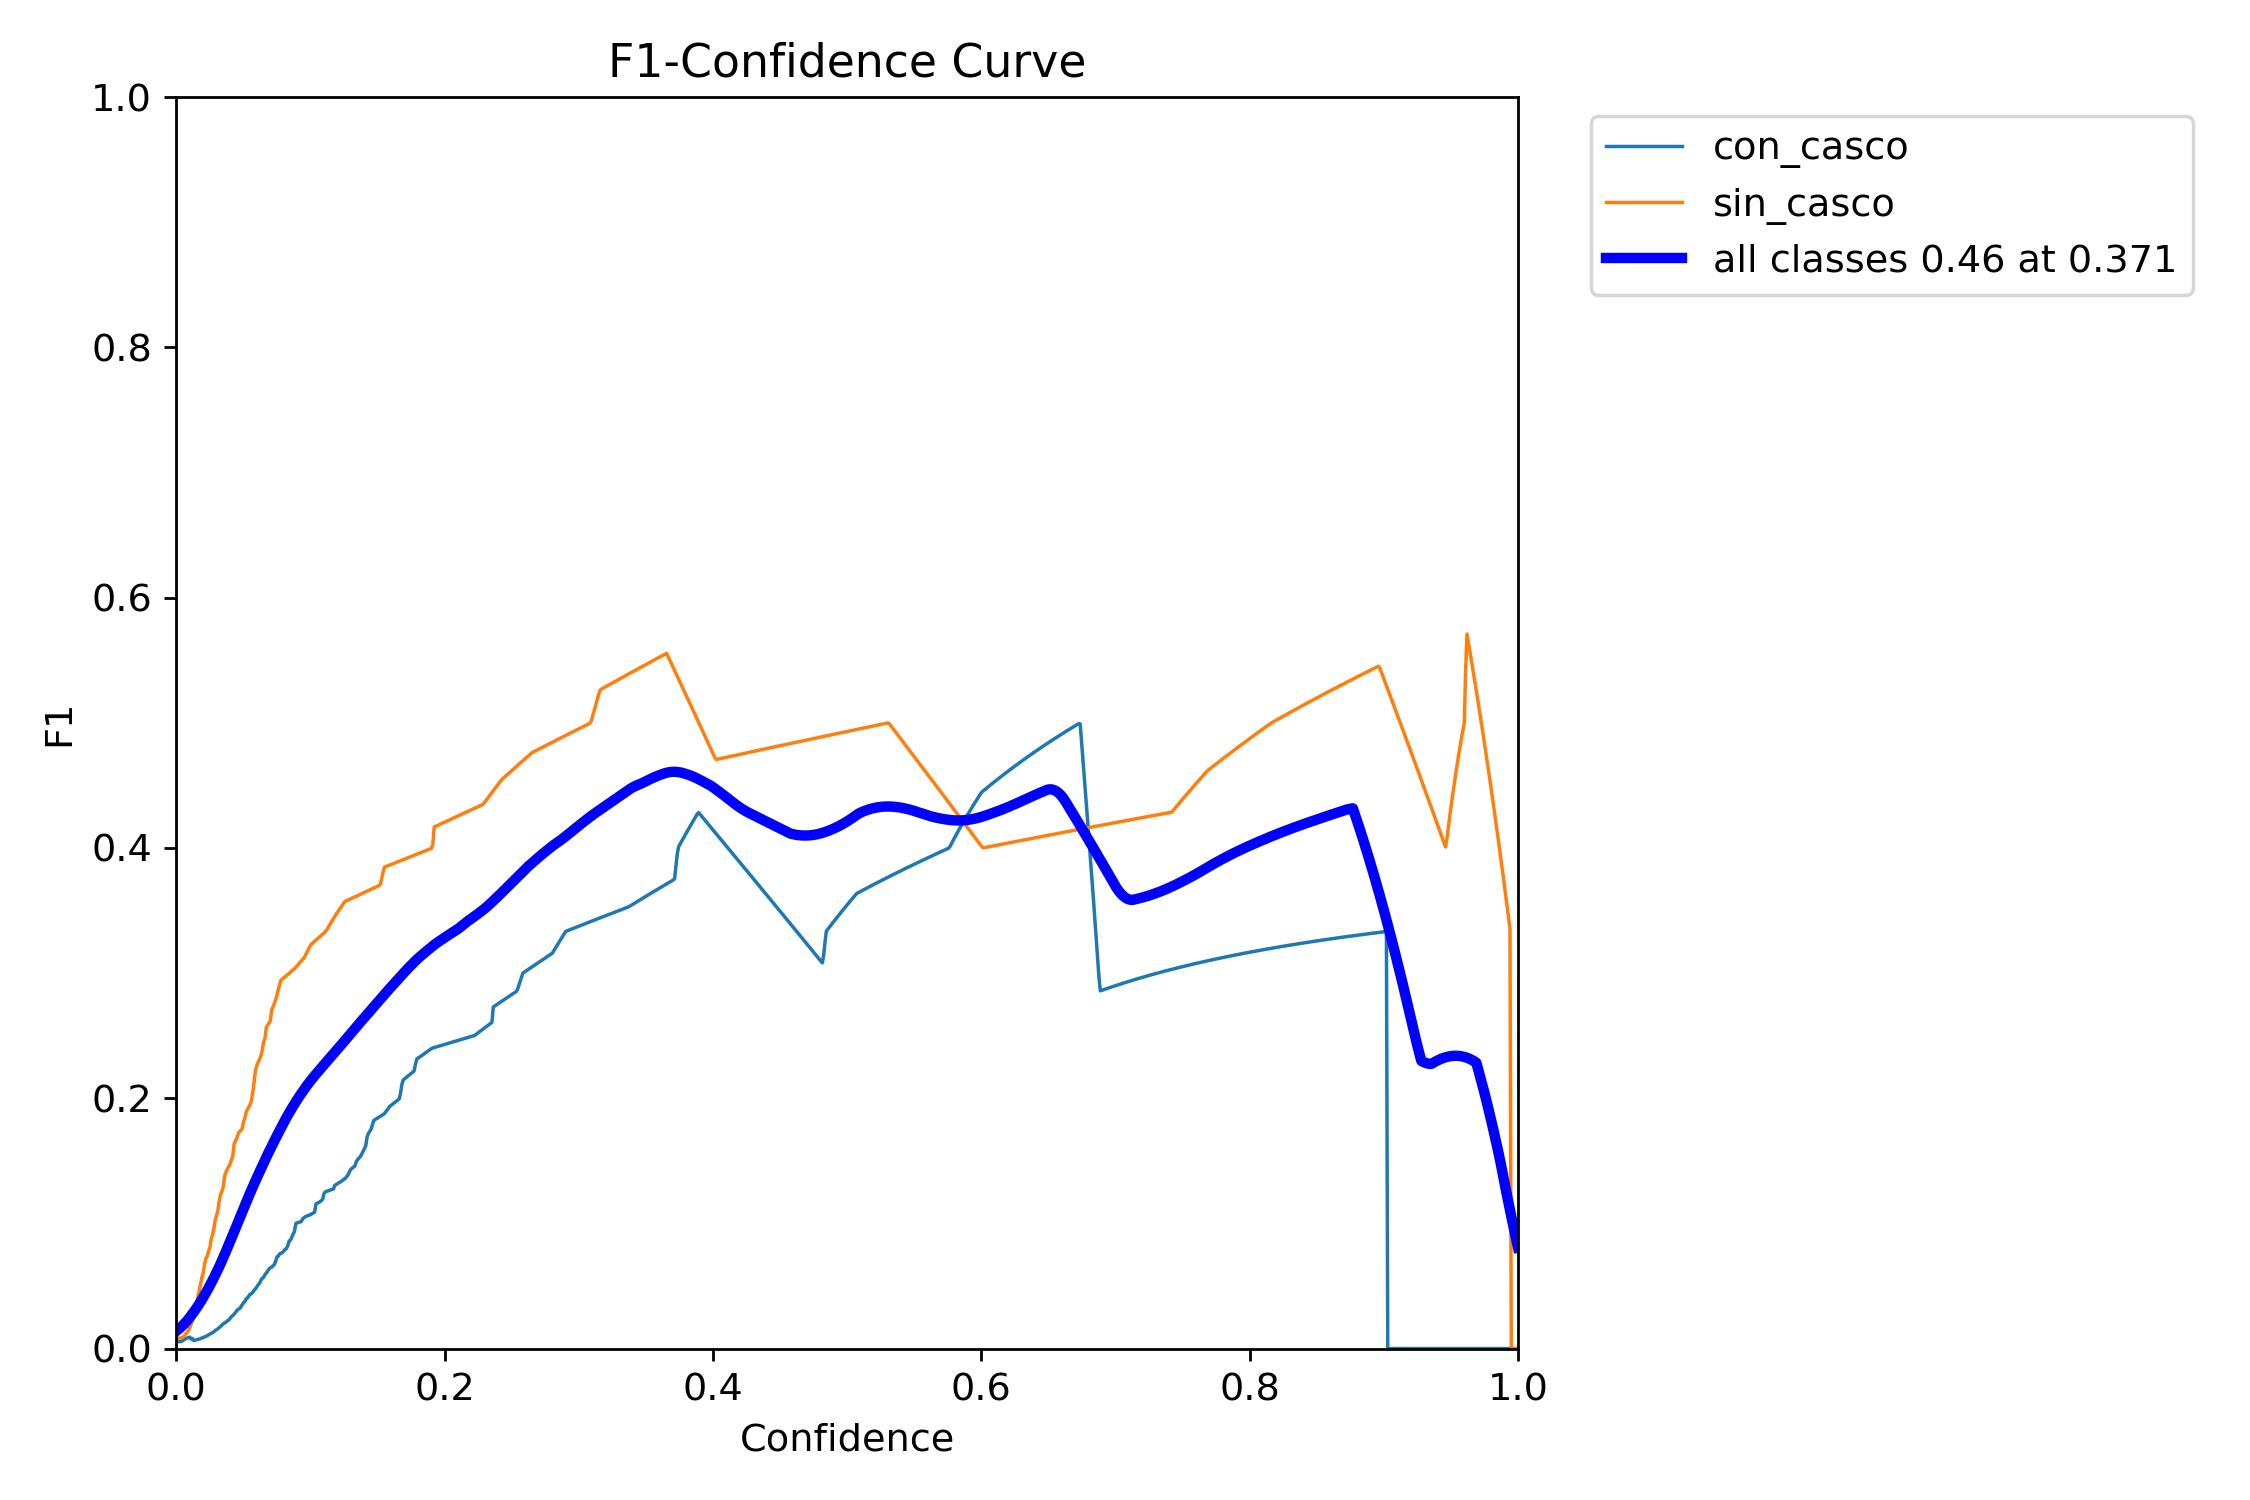 F1-Confidence Curve
con_casco
sin_casco
all classes 0.46 at 0.371
F1
1.0
0.8
0.6
0.4
0.2
0.0
0.0 0.2 0.4 0.6 0.8 1.0
Confidence